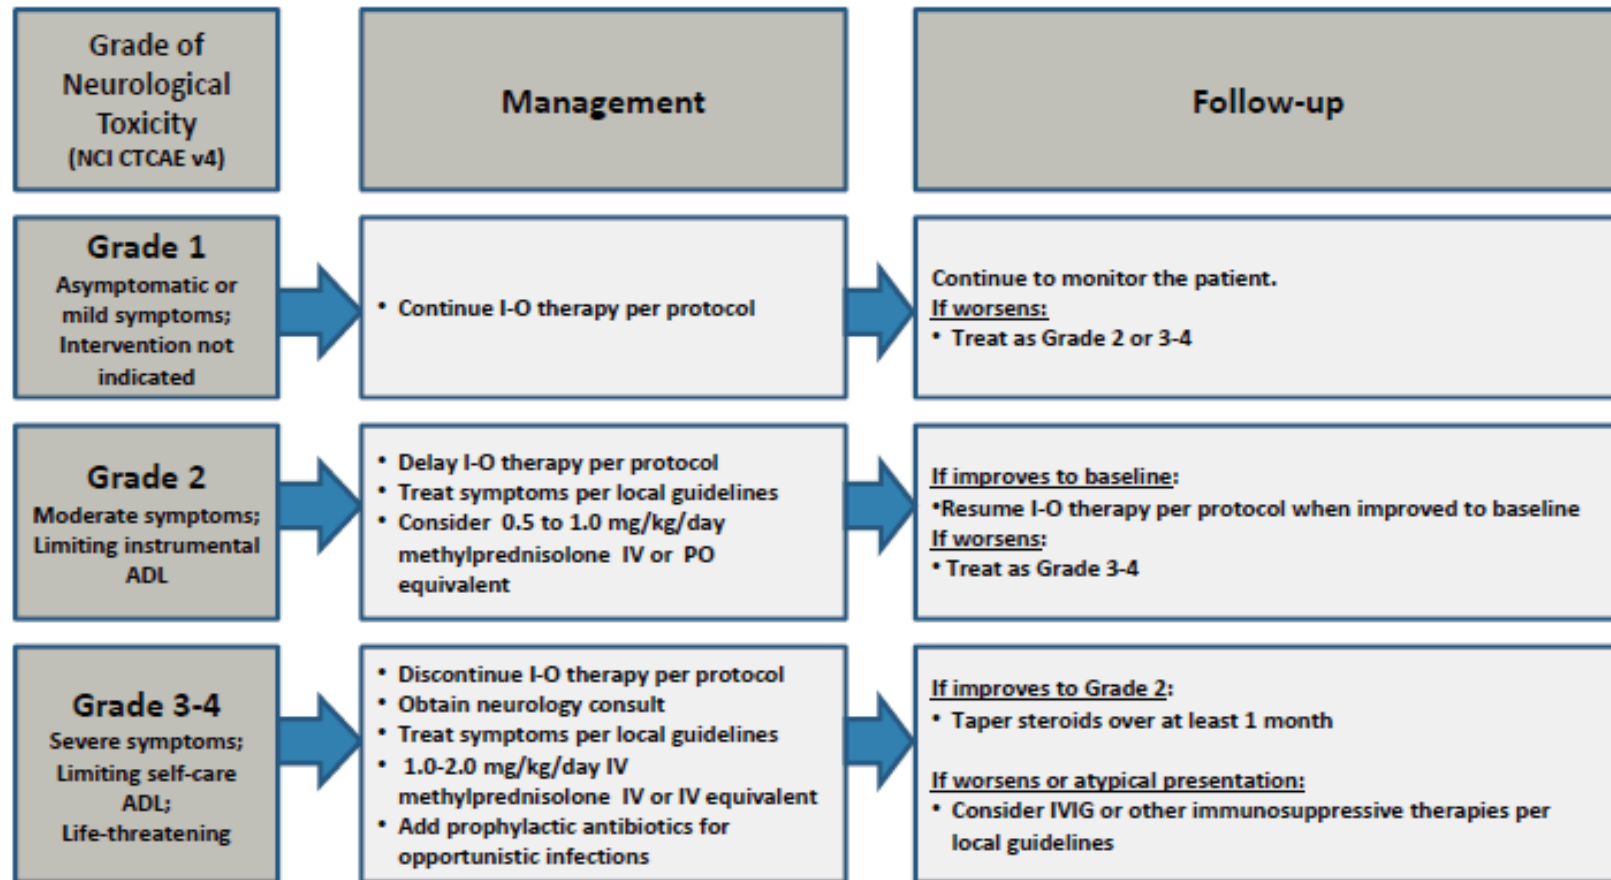 Grade of
Neurological
Toxicity
(NCI CTCAE v4)
Management
Follow-up
Grade 1
Asymptomatic or
mild symptoms;
Intervention not
indicated
• Continue I-O therapy per protocol
Continue to monitor the patient.
If worsens:
• Treat as Grade 2 or 3-4
Grade 2
Moderate symptoms;
Limiting instrumental
ADL
• Delay I-O therapy per protocol
• Treat symptoms per local guidelines
• Consider 0.5 to 1.0 mg/kg/day
methylprednisolone IV or PO
equivalent
If improves to baseline:
•Resume I-O therapy per protocol when improved to baseline
If worsens:
• Treat as Grade 3-4
Grade 3-4
Severe symptoms;
Limiting self-care
ADL;
Life-threatening
• Discontinue I-O therapy per protocol
• Obtain neurology consult
• Treat symptoms per local guidelines
• 1.0-2.0 mg/kg/day IV
methylprednisolone IV or IV equivalent
• Add prophylactic antibiotics for
opportunistic infections
If improves to Grade 2:
• Taper steroids over at least 1 month
If worsens or atypical presentation:
• Consider IVIG or other immunosuppressive therapies per
local guidelines